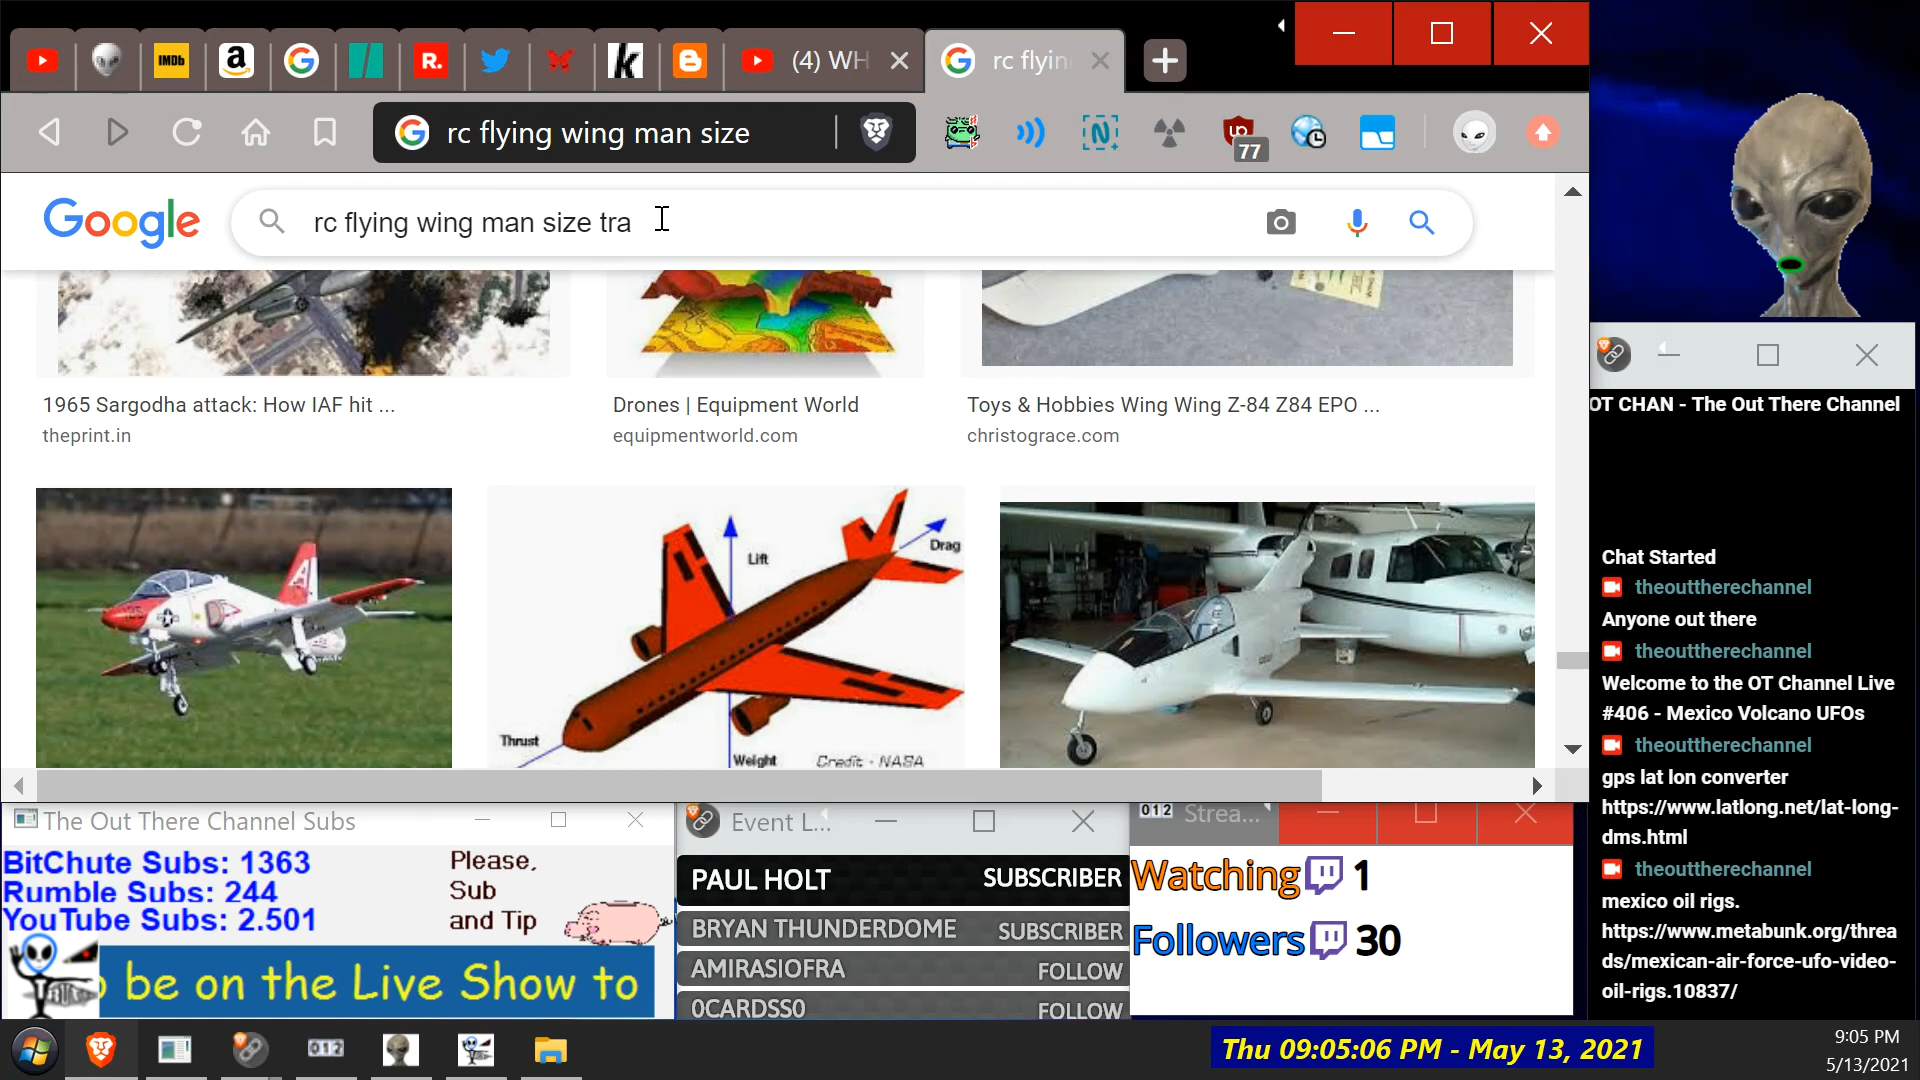 IMDb
a
R.
k
(4) WH
rc flyin
rc flying wing man size
N
77
Google
rc flying wing man size tra
1965 Sargodha attack: How IAF hit ...
theprint.in
Drones | Equipment World
equipmentworld.com
Toys & Hobbies Wing Wing Z-84 Z84 EPO ...
christograce.com
A
Lift
Drag
Thrust
Weight
Credit - NASA
OT CHAN - The Out There Channel
Chat Started
theouttherechannel
Anyone out there
theouttherechannel
Welcome to the OT Channel Live
#406 - Mexico Volcano UFOs
theouttherechannel
gps lat lon converter
https://www.latlong.net/lat-long-
dms.html
theouttherechannel
mexico oil rigs.
https://www.metabunk.org/threa
ds/mexican-air-force-ufo-video-
oil-rigs.10837/
The Out There Channel Subs
BitChute Subs: 1363
Rumble Subs: 244
YouTube Subs: 2.501
Please,
Sub
and Tip
be on the Live Show to
Event L...
PAUL HOLT SUBSCRIBER
BRYAN THUNDERDOME SUBSCRIBER
AMIRASIOFRA FOLLOW
0CARDSS0 FOLLOW
012 Strea...
Watching 1
Followers 30
012
Thu 09:05:06 PM - May 13, 2021
9:05 PM
5/13/2021